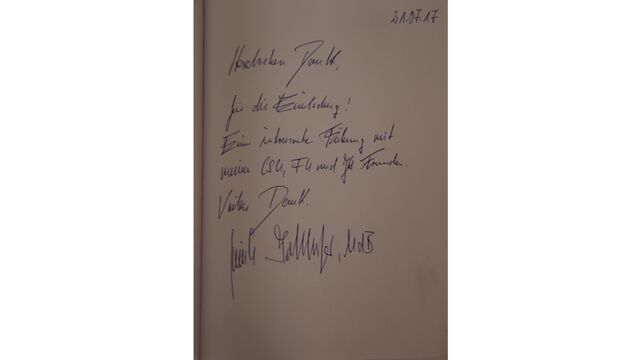 21.07.17
Herzlichen Dank,
für die Einladung!
Eine interessante Führung mit
meinen CSU, FU und JU Freunden.
Vielen Dank.
MdB